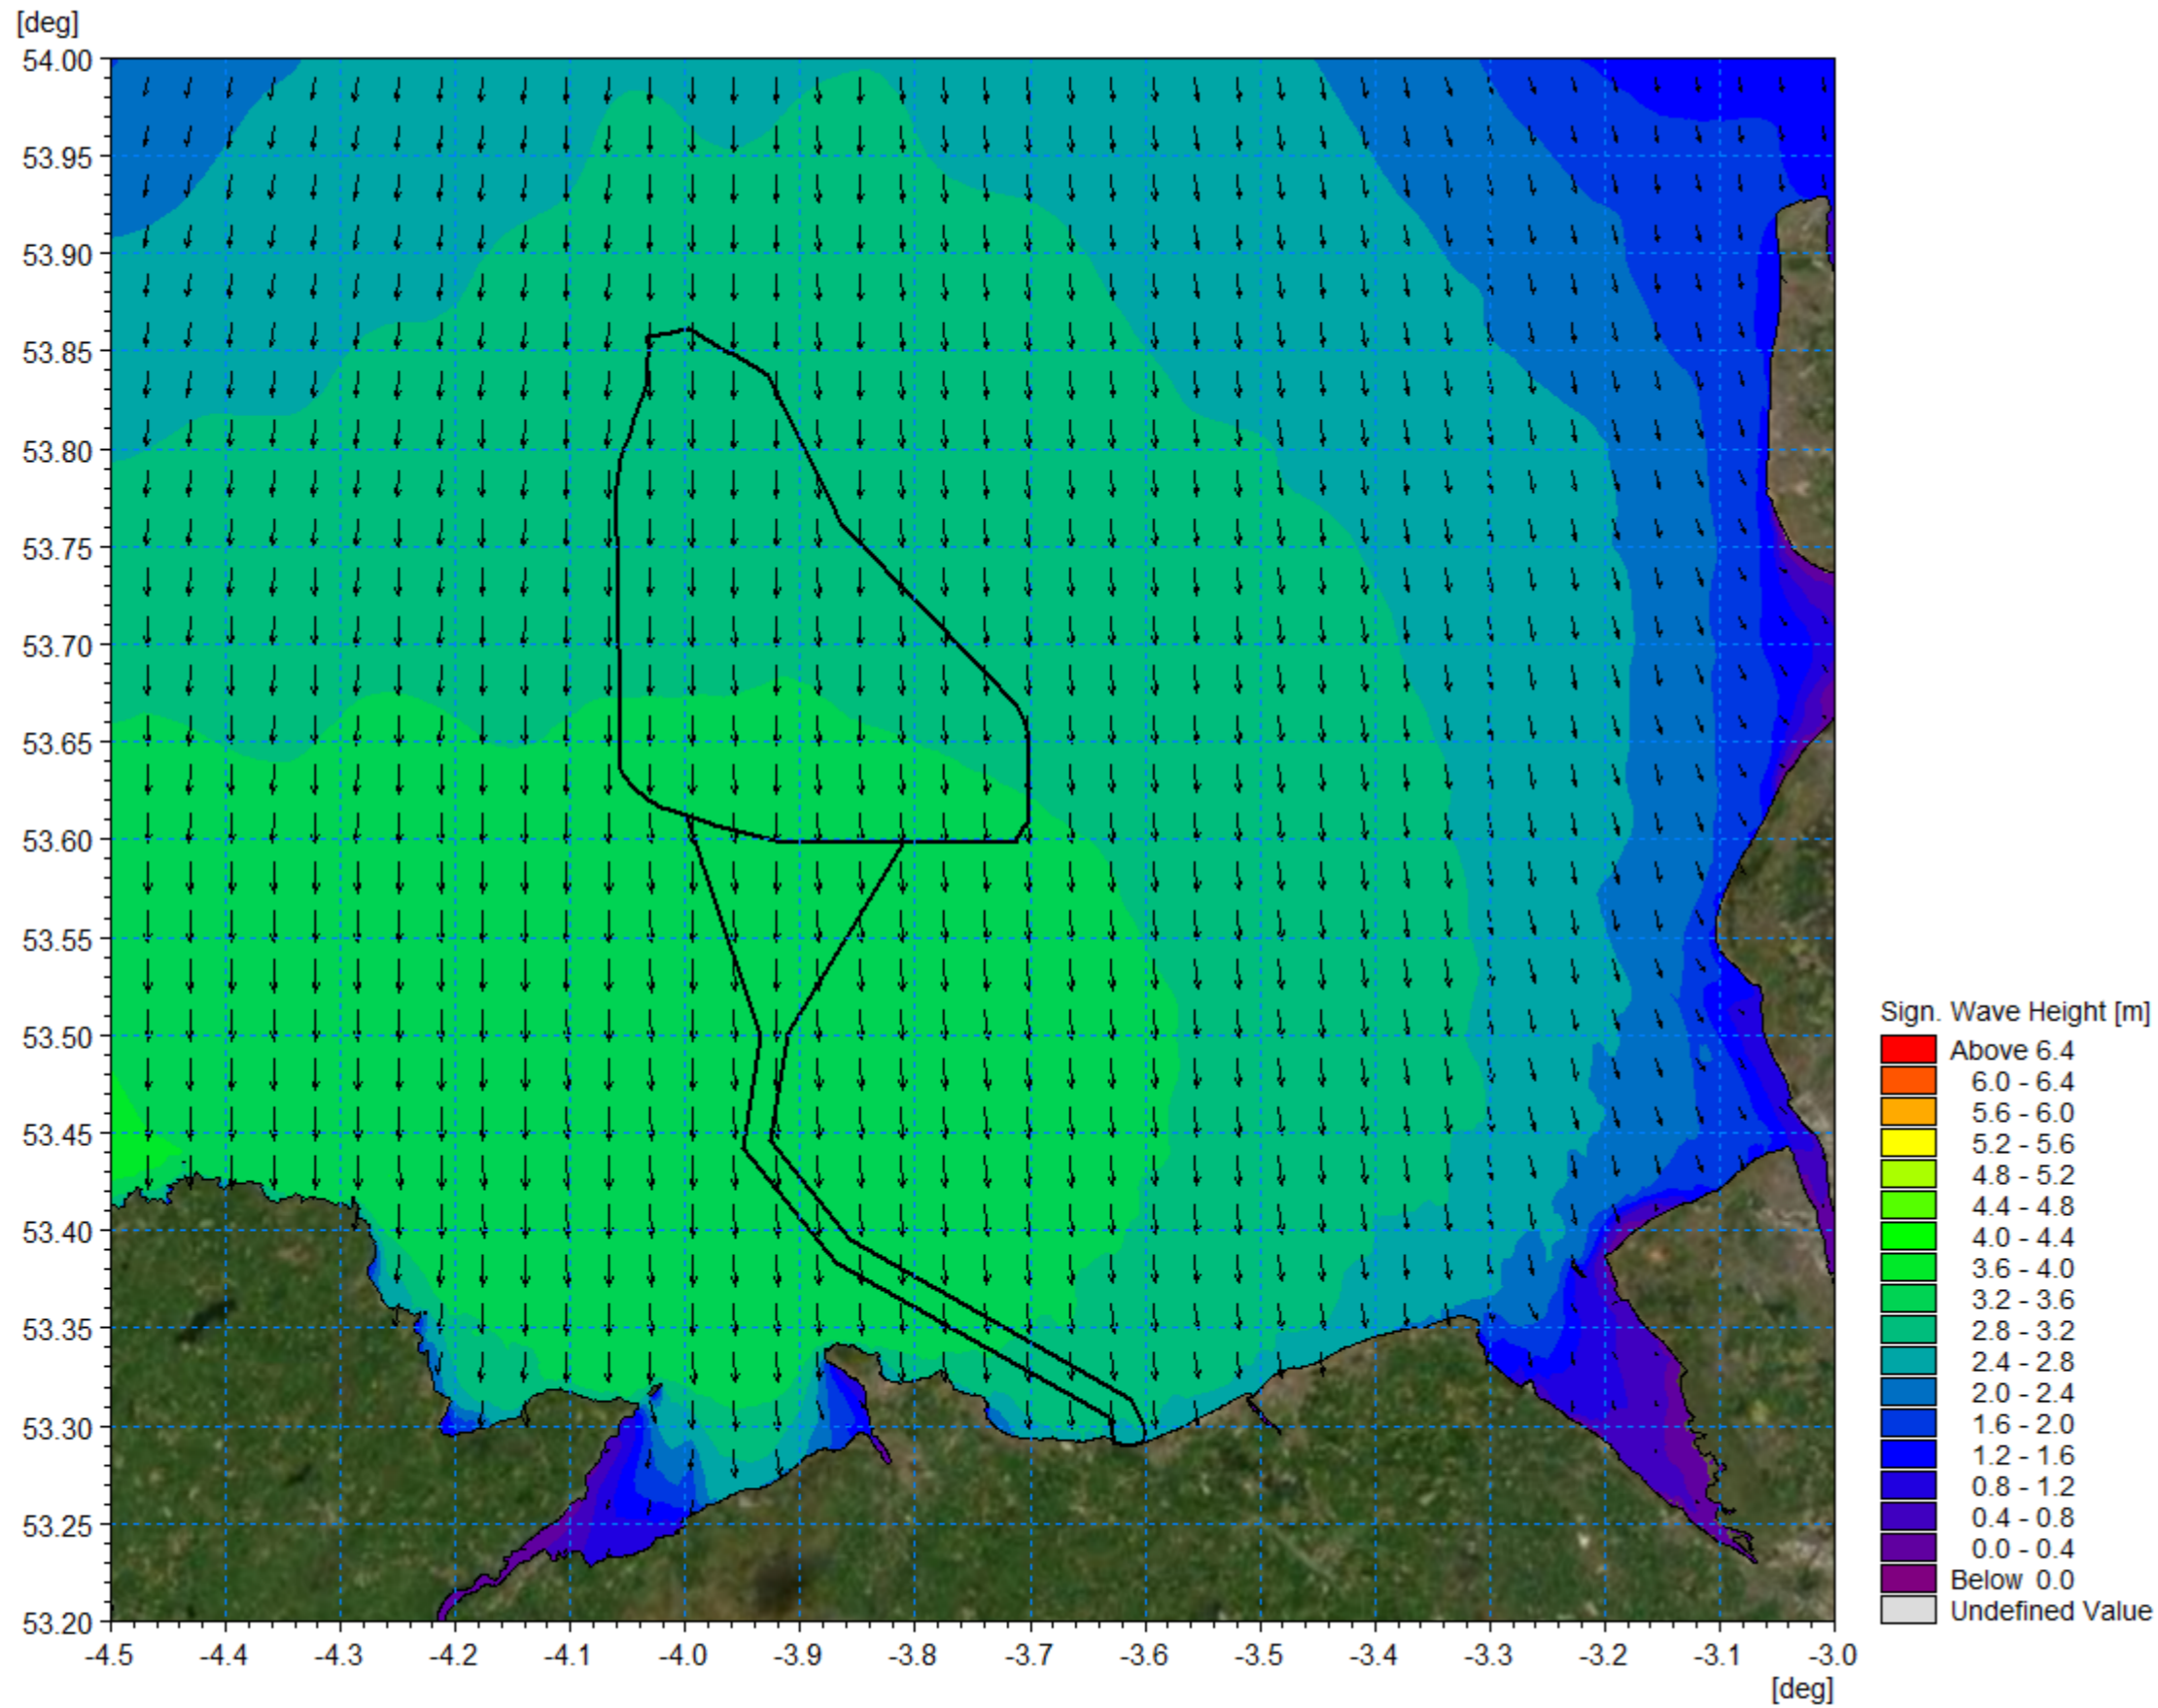 [deg]
54.00
53.95
53.90
53.85
53.80
53.75
53.70
53.65
53.60
53.55
53.50
53.45
53.40
53.35
53.30
53.25
53.20
-4.5 -4.4 -4.3 -4.2 -4.1 -4.0 -3.9 -3.8 -3.7 -3.6 -3.5 -3.4 -3.3 -3.2 -3.1 -3.0
[deg]
Sign. Wave Height [m]
Above 6.4
6.0 - 6.4
5.6 - 6.0
5.2 - 5.6
4.8 - 5.2
4.4 - 4.8
4.0 - 4.4
3.6 - 4.0
3.2 - 3.6
2.8 - 3.2
2.4 - 2.8
2.0 - 2.4
1.6 - 2.0
1.2 - 1.6
0.8 - 1.2
0.4 - 0.8
0.0 - 0.4
Below 0.0
Undefined Value